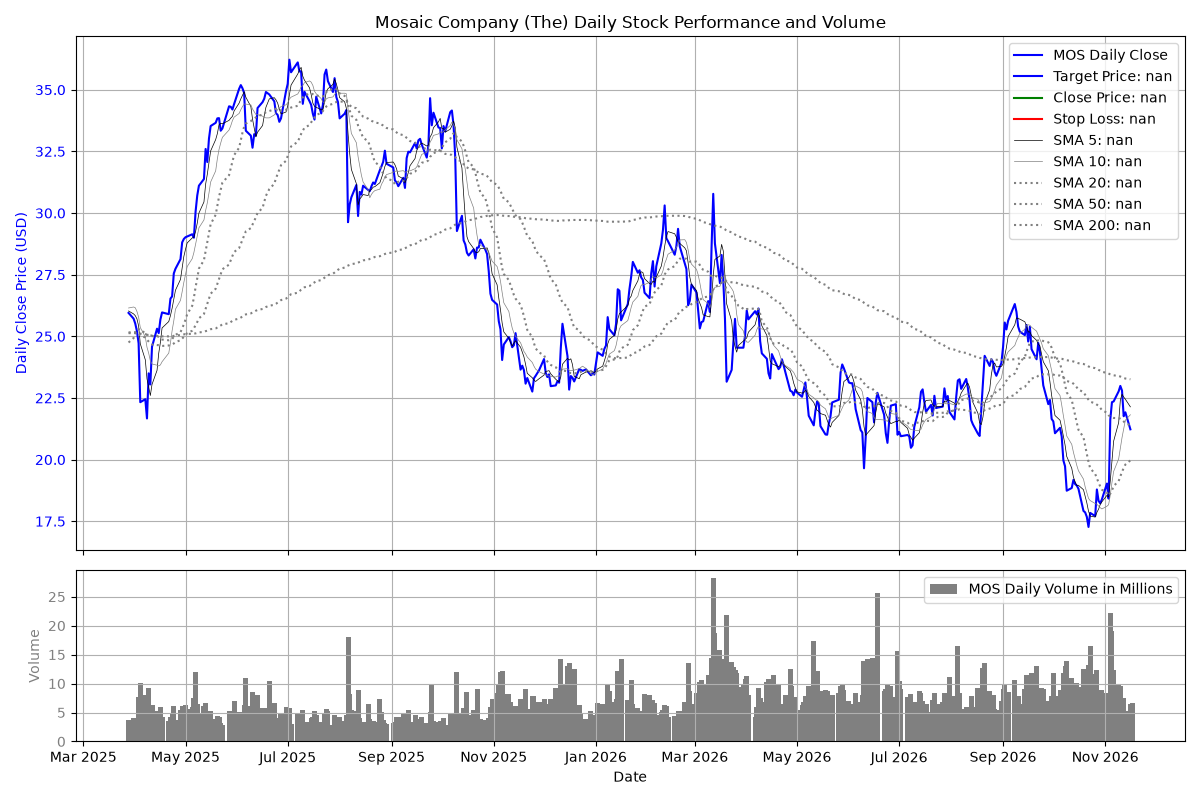 Mosaic Company (The) Daily Stock Performance and Volume
Daily Close Price (USD)
35.0
32.5
30.0
27.5
25.0
22.5
20.0
17.5
MOS Daily Close
Target Price: nan
Close Price: nan
Stop Loss: nan
SMA 5: nan
SMA 10: nan
SMA 20: nan
SMA 50: nan
SMA 200: nan
Volume
25
20
15
10
5
0
MOS Daily Volume in Millions
Mar 2025
May 2025
Jul 2025
Sep 2025
Nov 2025
Jan 2026
Mar 2026
May 2026
Jul 2026
Sep 2026
Nov 2026
Date